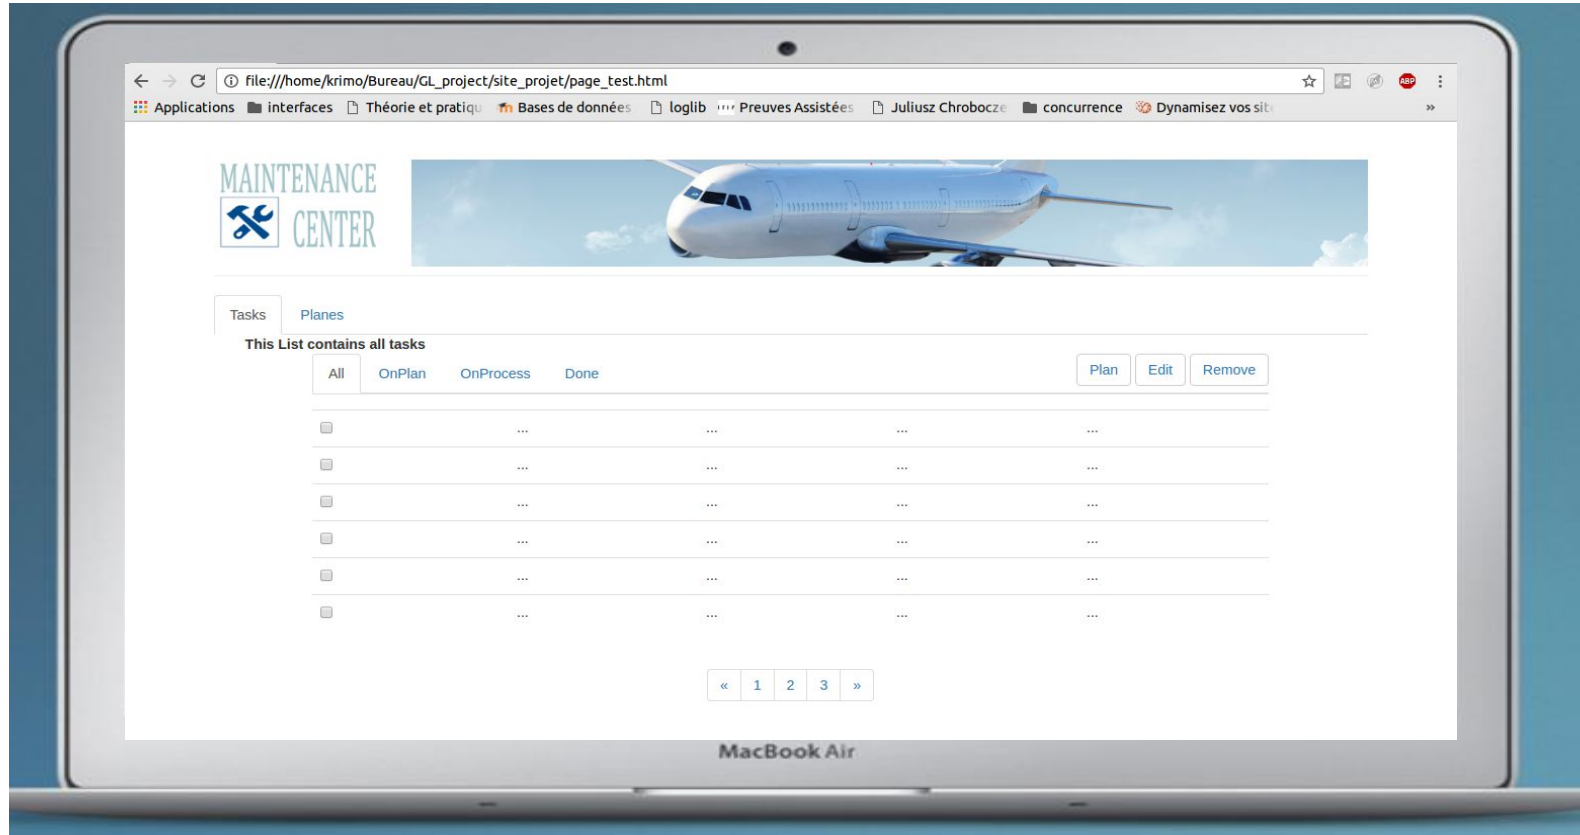 file:///home/krimo/Bureau/GL_project/site_projet/page_test.html
ABP
Applications interfaces Théorie et pratiqu Bases de données loglib Preuves Assistées Juliusz Chrobocze concurrence Dynamisez vos sit »
MAINTENANCE
CENTER
Tasks Planes
This List contains all tasks
All OnPlan OnProcess Done Plan Edit Remove
... ... ... ...
... ... ... ...
... ... ... ...
... ... ... ...
... ... ... ...
... ... ... ...
« 1 2 3 »
MacBook Air